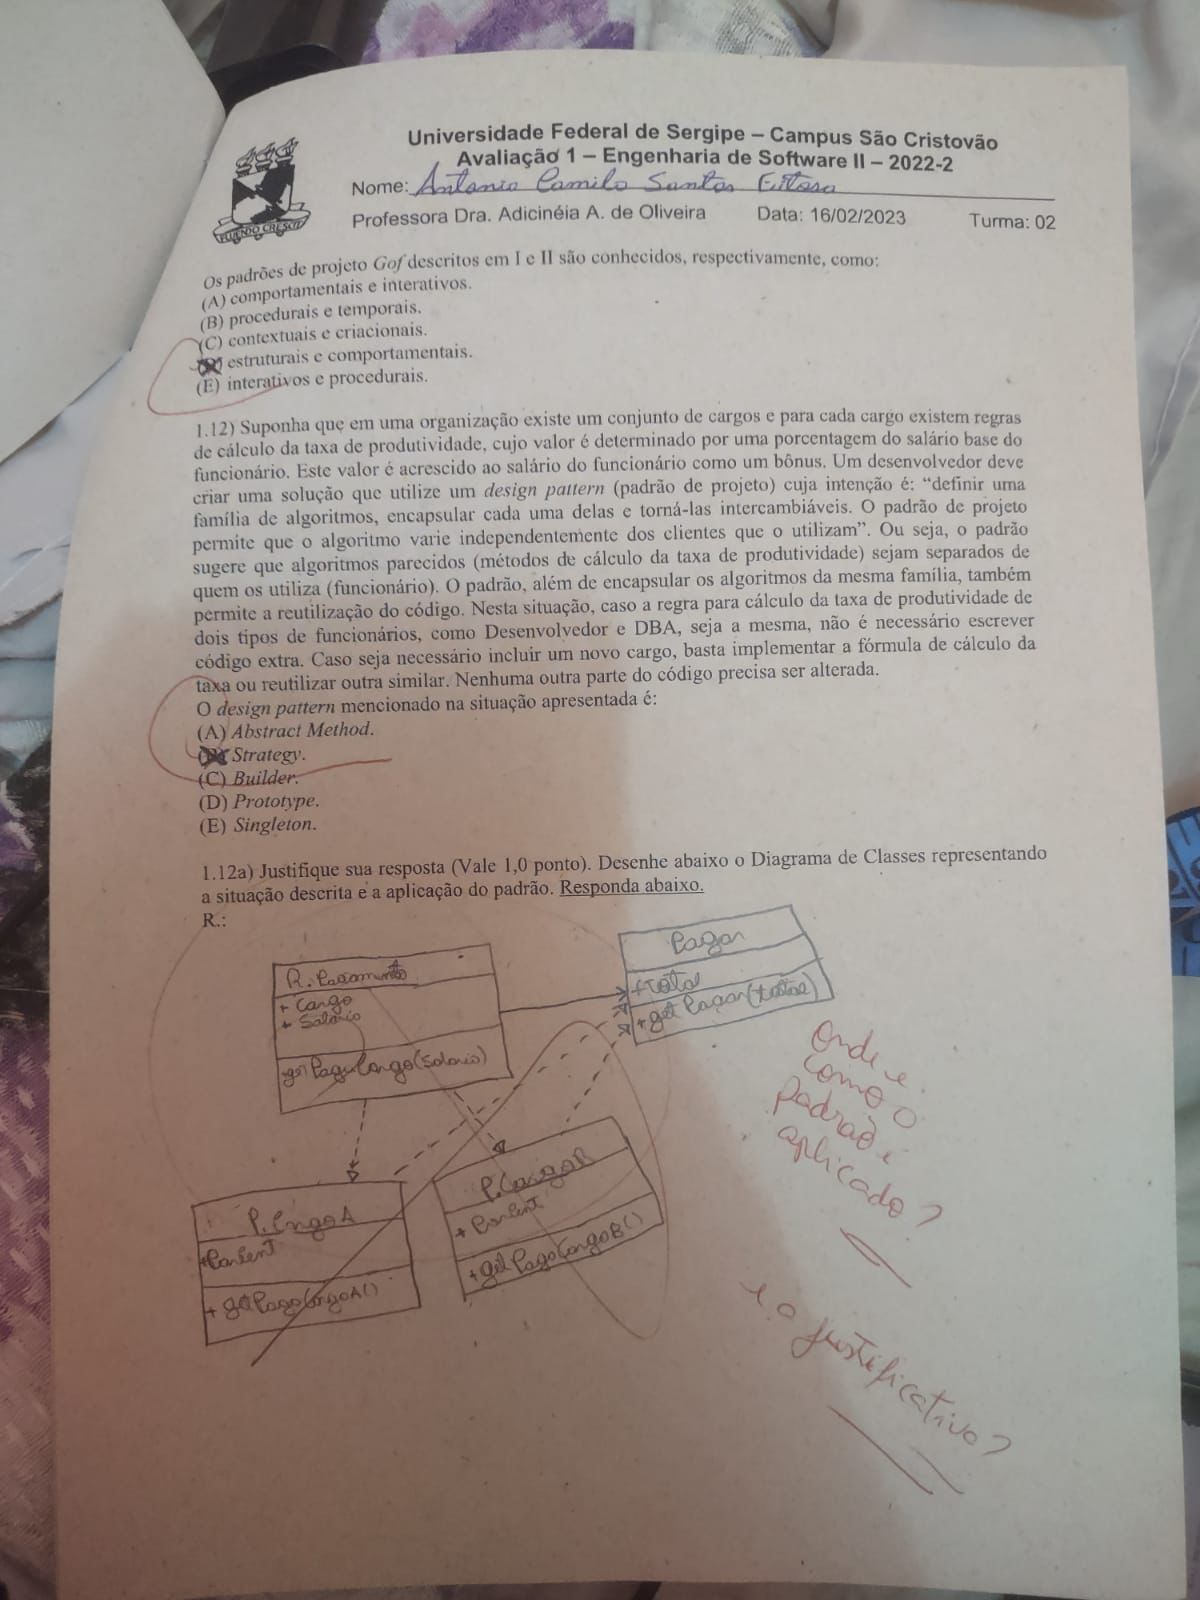 Universidade Federal de Sergipe – Campus São Cristovão
Avaliação 1 – Engenharia de Software II – 2022-2
Nome: Antonio Camilo Santos
Professora Dra. Adicinéia A. de Oliveira Data: 16/02/2023 Turma: 02
Os padrões de projeto Gof descritos em I e II são conhecidos, respectivamente, como:
(A) comportamentais e interativos.
(B) procedurais e temporais.
(C) contextuais e criacionais.
estruturais e comportamentais.
(E) interativos e procedurais.
1.12) Suponha que em uma organização existe um conjunto de cargos e para cada cargo existem regras
de cálculo da taxa de produtividade, cujo valor é determinado por uma porcentagem do salário base do
funcionário. Este valor é acrescido ao salário do funcionário como um bônus. Um desenvolvedor deve
criar uma solução que utilize um design pattern (padrão de projeto) cuja intenção é: “definir uma
família de algoritmos, encapsular cada uma delas e torná-las intercambiáveis. O padrão de projeto
permite que o algoritmo varie independentemente dos clientes que o utilizam”. Ou seja, o padrão
sugere que algoritmos parecidos (métodos de cálculo da taxa de produtividade) sejam separados de
quem os utiliza (funcionário). O padrão, além de encapsular os algoritmos da mesma família, também
permite a reutilização do código. Nesta situação, caso a regra para cálculo da taxa de produtividade de
dois tipos de funcionários, como Desenvolvedor e DBA, seja a mesma, não é necessário escrever
código extra. Caso seja necessário incluir um novo cargo, basta implementar a fórmula de cálculo da
taxa ou reutilizar outra similar. Nenhuma outra parte do código precisa ser alterada.
O design pattern mencionado na situação apresentada é:
(A) Abstract Method.
Strategy.
(C) Builder.
(D) Prototype.
(E) Singleton.
1.12a) Justifique sua resposta (Vale 1,0 ponto). Desenhe abaixo o Diagrama de Classes representando
a situação descrita e a aplicação do padrão. Responda abaixo.
R.:
Pagar
+total
+get Pagar(total)
+ Cargo
+ Salario
Onde e
como o
padrão é
aplicado?
P.CargoB
+ getPagoCargoB()
P.CargoA
+ getPagoCargoA()
e a justificativa?